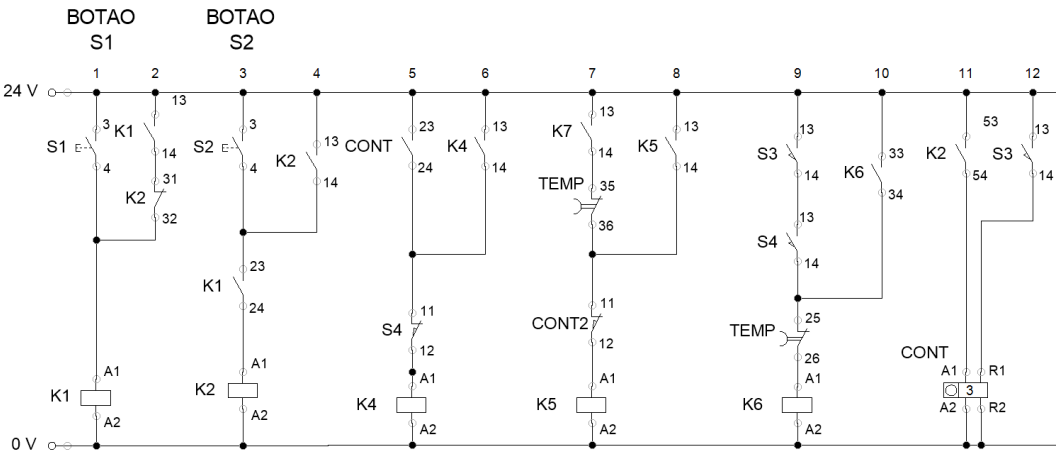 BOTAO
S1
BOTAO
S2
1
2
3
4
5
6
7
8
9
10
11
12
24 V
13
3
K1
S1
14
4
31
K2
32
3
S2
4
13
K2
14
23
CONT
24
13
K4
14
13
K7
14
TEMP
35
36
13
K5
14
13
S3
14
33
K6
34
53
K2
54
13
S3
14
13
S4
14
23
K1
24
11
S4
12
11
CONT2
12
25
TEMP
26
CONT
A1
K1
A2
A1
K2
A2
A1
K4
A2
A1
K5
A2
A1
K6
A2
A1
R1
3
A2
R2
0 V